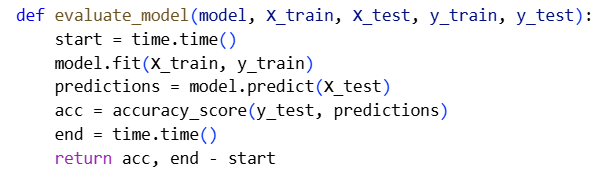 def evaluate_model(model, X_train, X_test, y_train, y_test):
    start = time.time()
    model.fit(X_train, y_train)
    predictions = model.predict(X_test)
    acc = accuracy_score(y_test, predictions)
    end = time.time()
    return acc, end - start